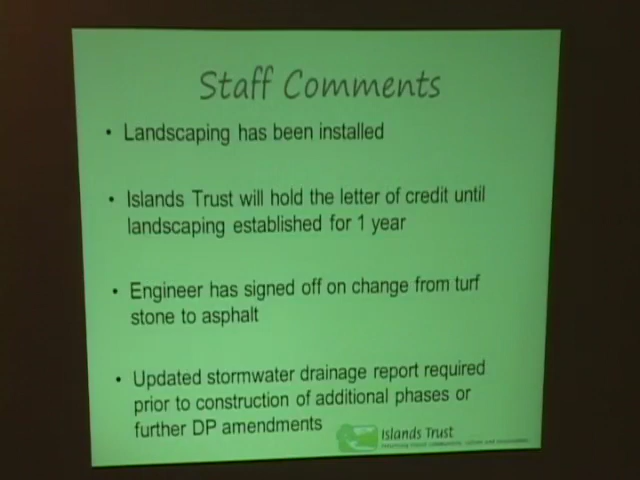 Staff Comments
• Landscaping has been installed
• Islands Trust will hold the letter of credit until
landscaping established for 1 year
• Engineer has signed off on change from turf
stone to asphalt
• Updated stormwater drainage report required
prior to construction of additional phases or
further DP amendments
Islands Trust